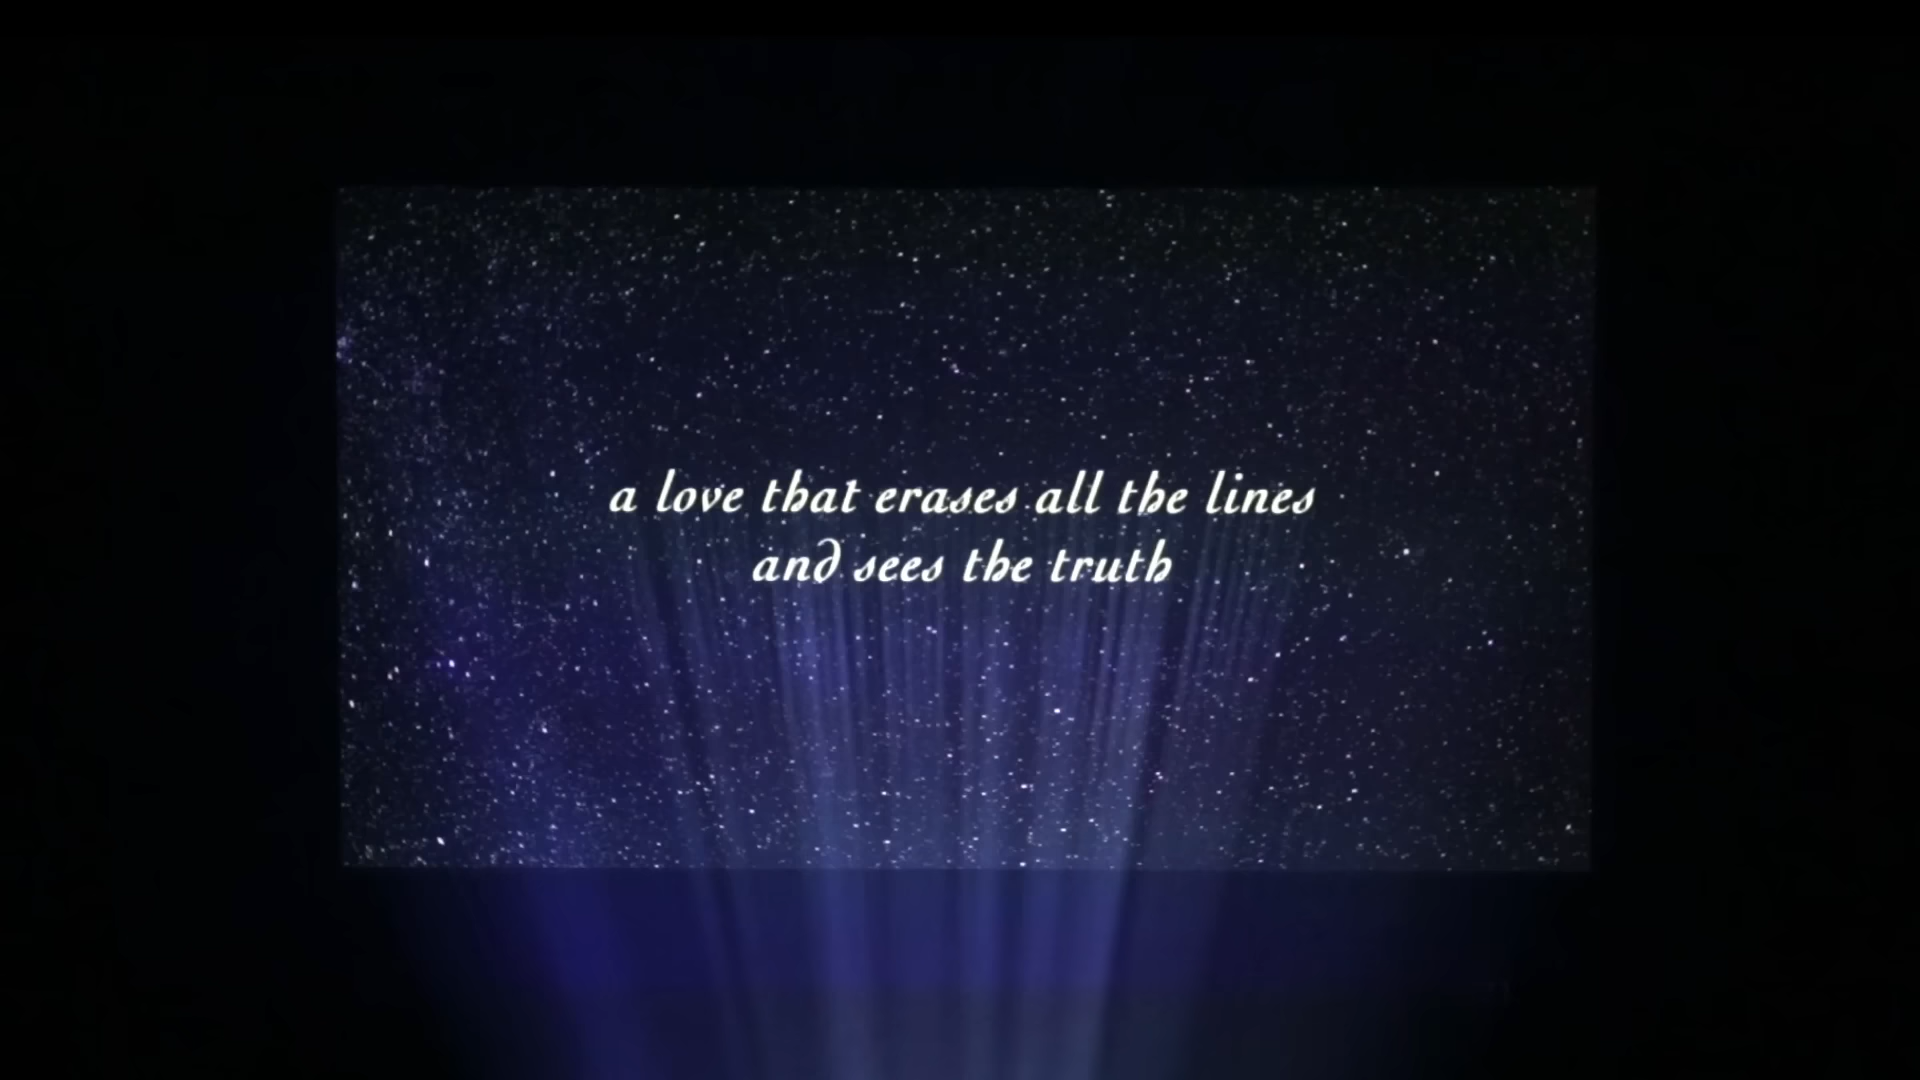 a love that erases all the lines
and sees the truth